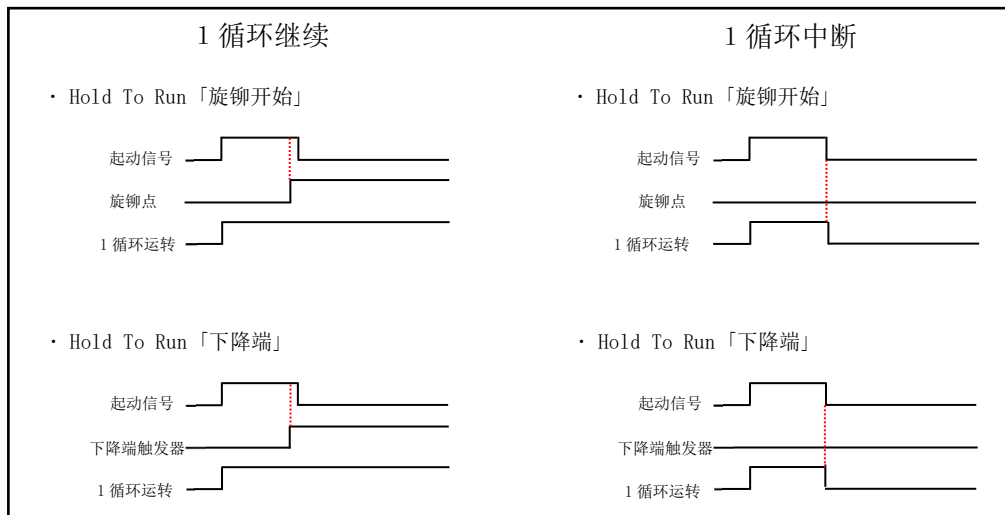 1 循环继续
・ Hold To Run「旋铆开始」
起动信号
旋铆点
1 循环运转
・ Hold To Run「下降端」
起动信号
下降端触发器
1 循环运转
1 循环中断
・ Hold To Run「旋铆开始」
起动信号
旋铆点
1 循环运转
・ Hold To Run「下降端」
起动信号
下降端触发器
1 循环运转